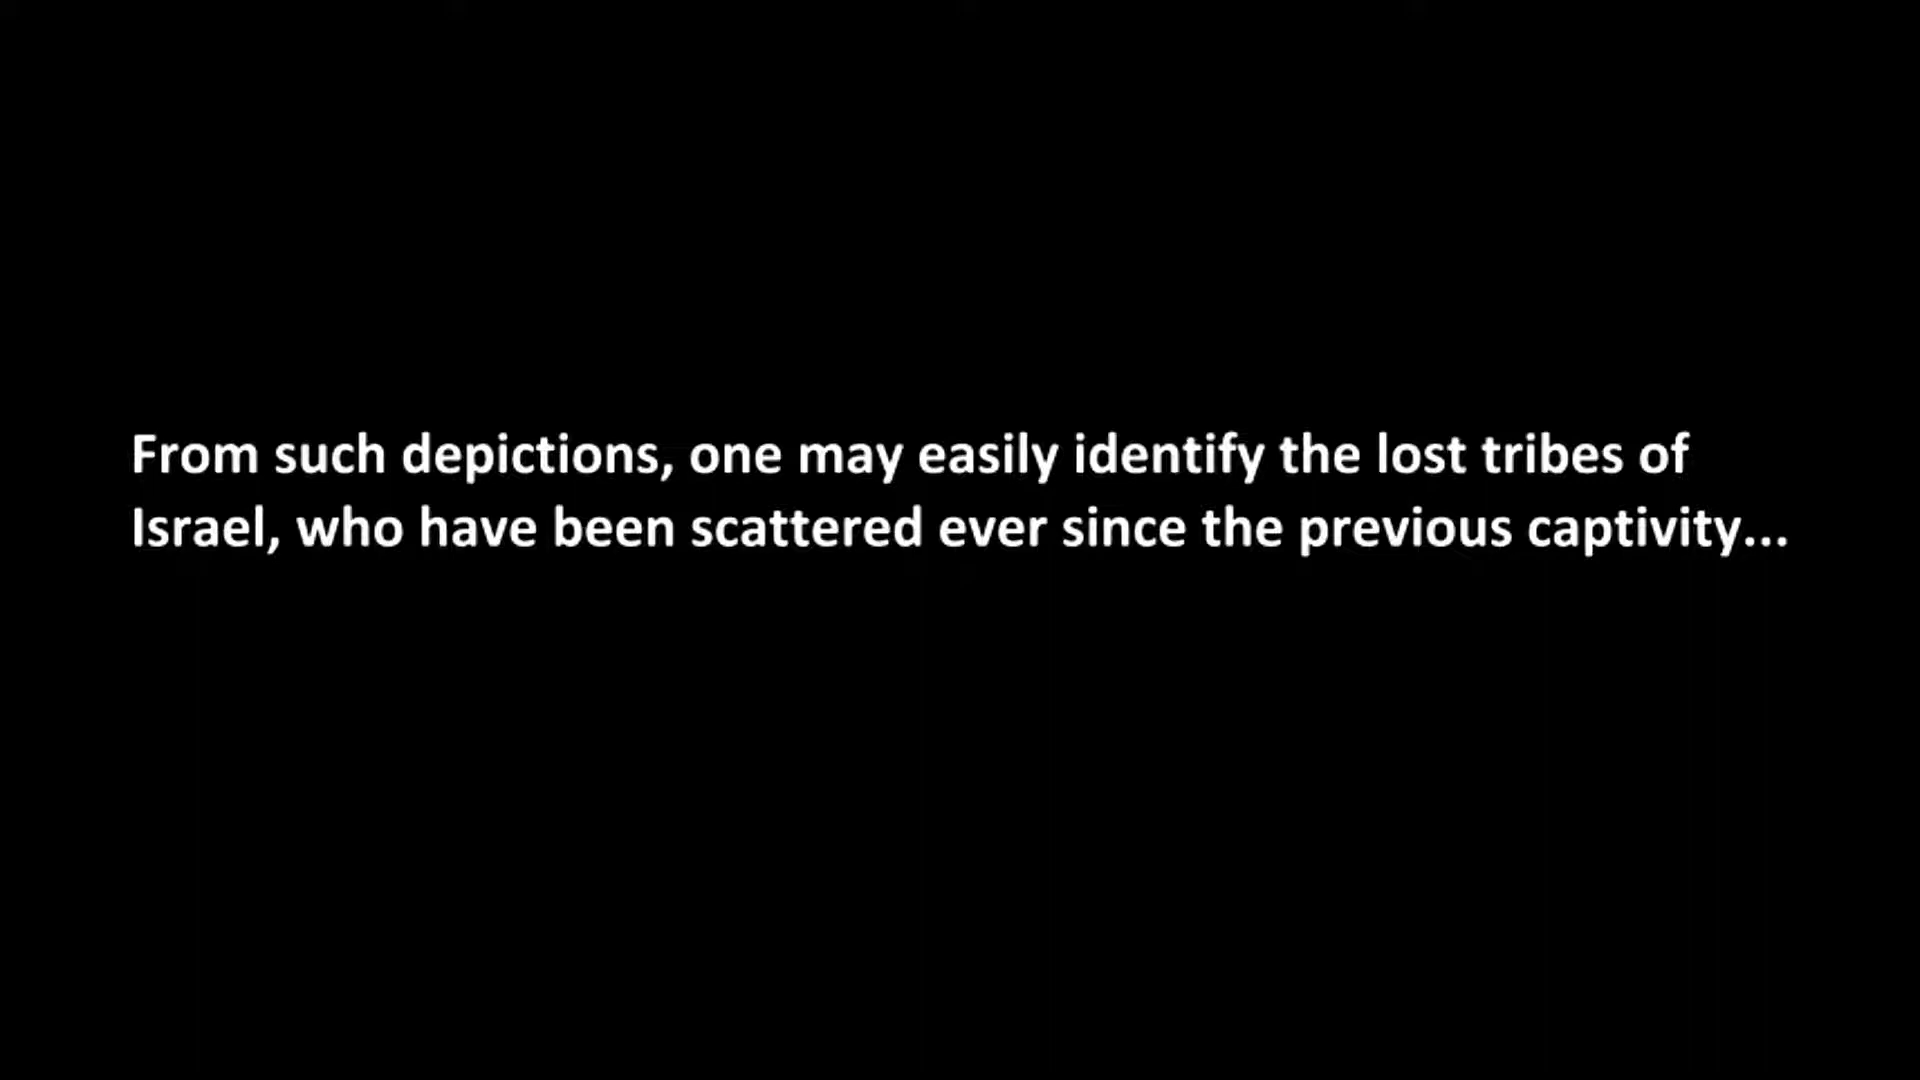 From such depictions, one may easily identify the lost tribes of
Israel, who have been scattered ever since the previous captivity...